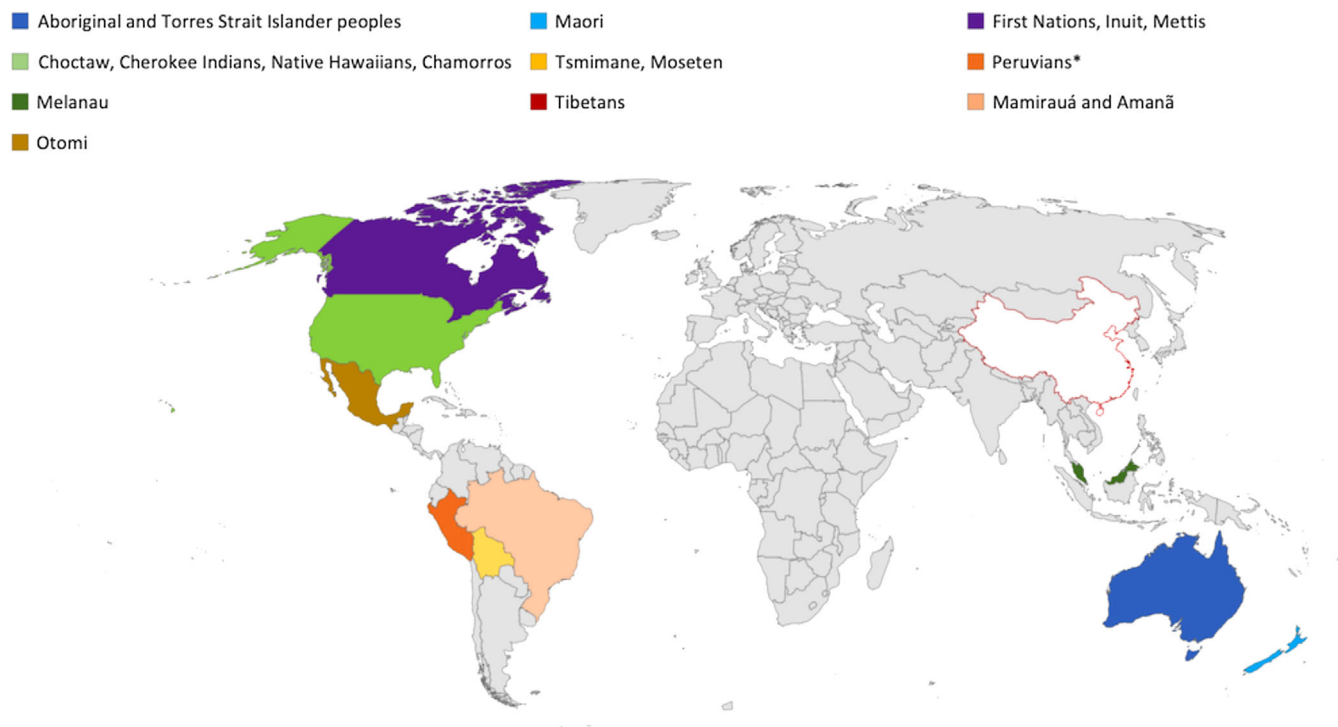 Aboriginal and Torres Strait Islander peoples
Maori
First Nations, Inuit, Mettis
Choctaw, Cherokee Indians, Native Hawaiians, Chamorros
Tsmimane, Moseten
Peruvians*
Melanau
Tibetans
Mamirauá and Amanã
Otomi